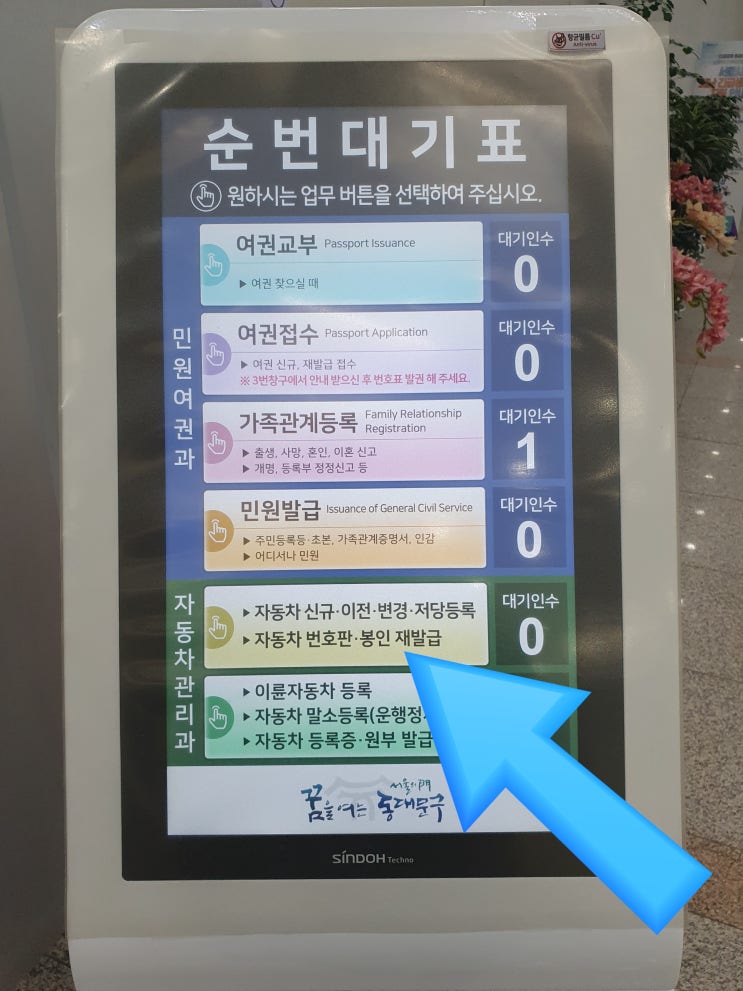 항균필름 Cu+
Anti-virus
순번대기표
원하시는 업무 버튼을 선택하여 주십시오.
민원여권과
여권교부 Passport Issuance
▶ 여권 찾으실 때
대기인수
0
여권접수 Passport Application
▶ 여권 신규, 재발급 접수
※ 3번창구에서 안내 받으신 후 번호표 발권 해 주세요.
대기인수
0
가족관계등록 Family Relationship
Registration
▶ 출생, 사망, 혼인, 이혼 신고
▶ 개명, 등록부 정정신고 등
대기인수
1
민원발급 Issuance of General Civil Service
▶ 주민등록등·초본, 가족관계증명서, 인감
▶ 어디서나 민원
대기인수
0
자동차관리과
▶ 자동차 신규·이전·변경·저당등록
▶ 자동차 번호판·봉인 재발급
대기인수
0
▶ 이륜자동차 등록
▶ 자동차 말소등록(운행정
▶ 자동차 등록증·원부 발급
서울의 門
꿈을 여는 동대문구
SINDOH Techno